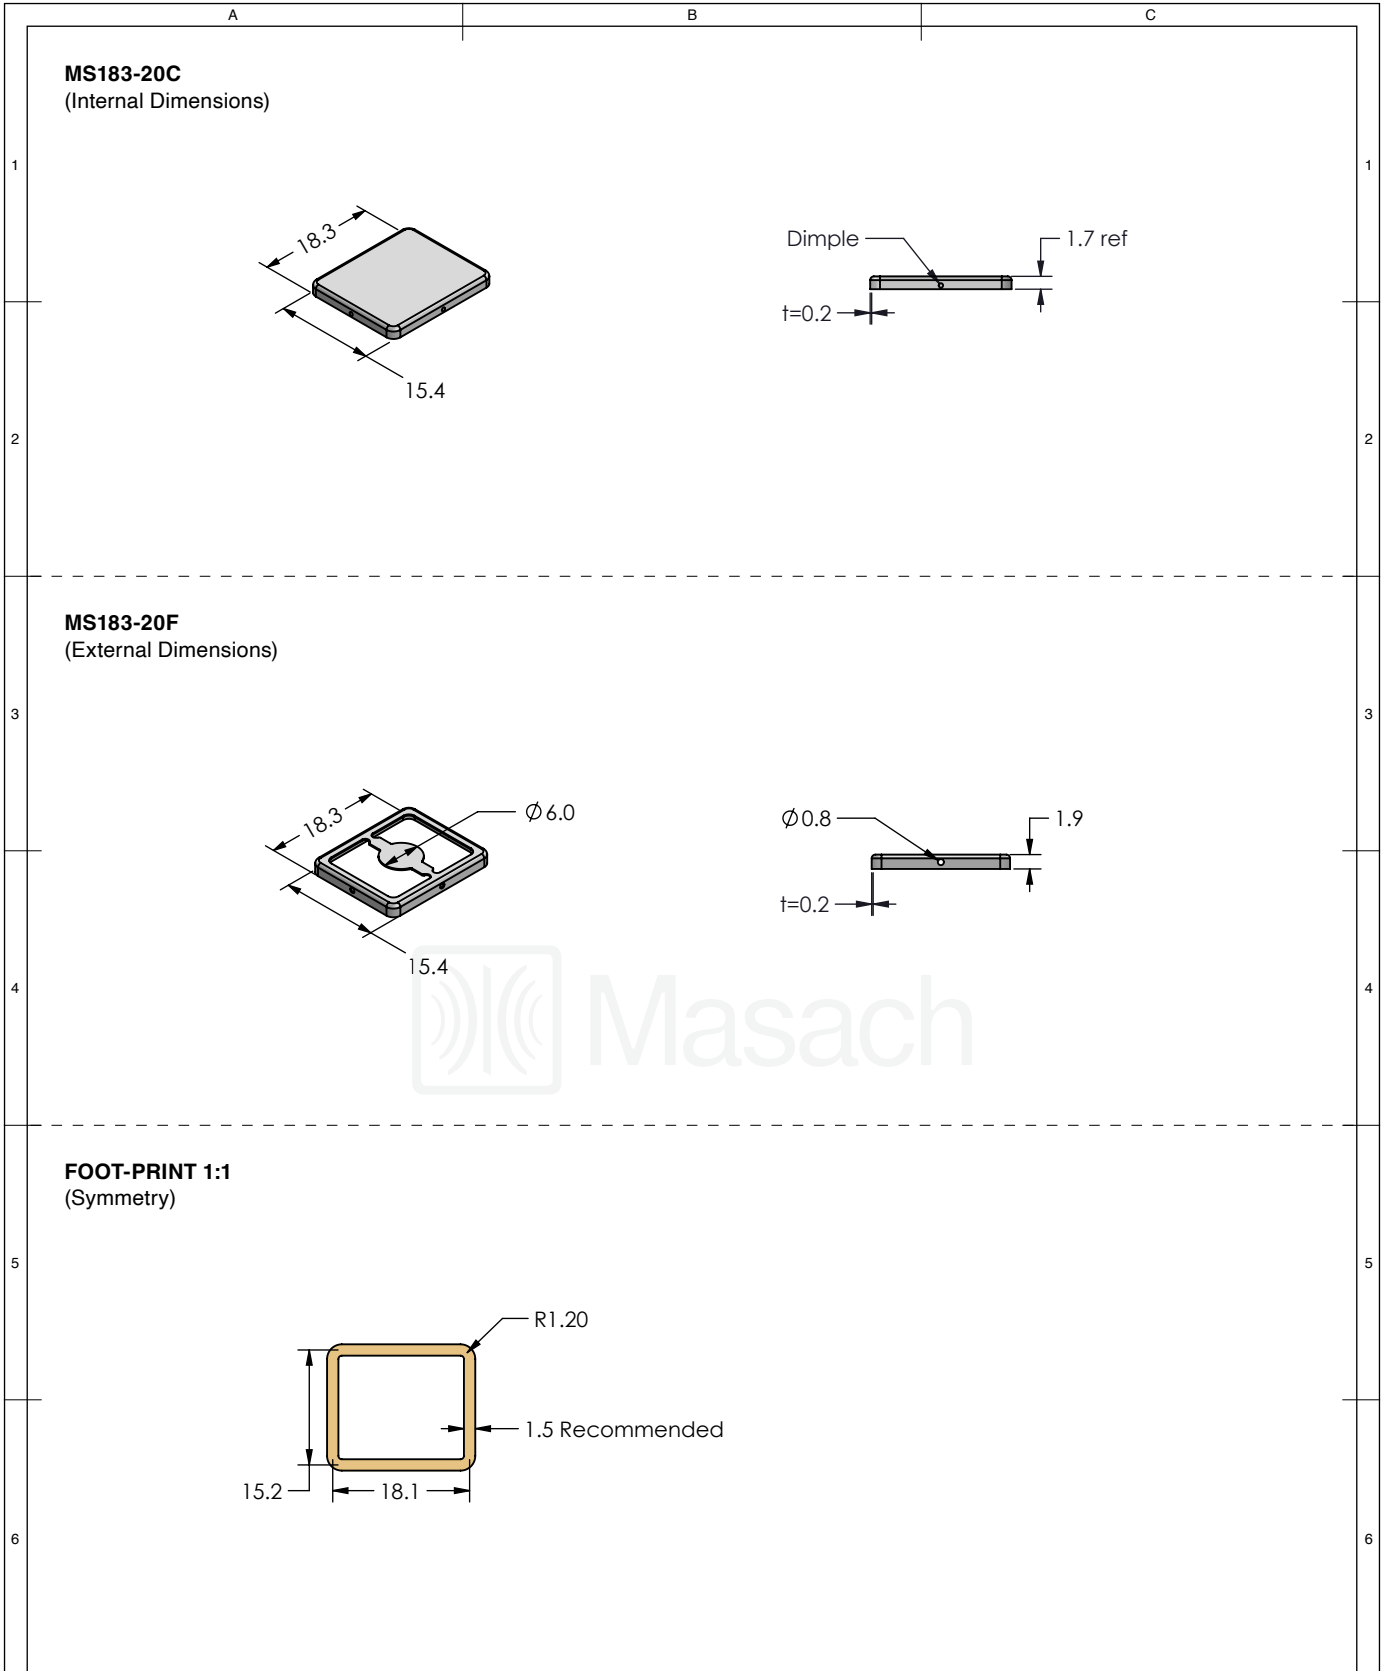 A B C
MS183-20C
(Internal Dimensions)
1 1
18.3
Dimple
1.7 ref
t=0.2
15.4
2 2
MS183-20F
(External Dimensions)
3 3
18.3
Ø6.0
Ø0.8
1.9
t=0.2
15.4
4 4
Masach
FOOT-PRINT 1:1
(Symmetry)
5 5
R1.20
1.5 Recommended
15.2
18.1
6 6